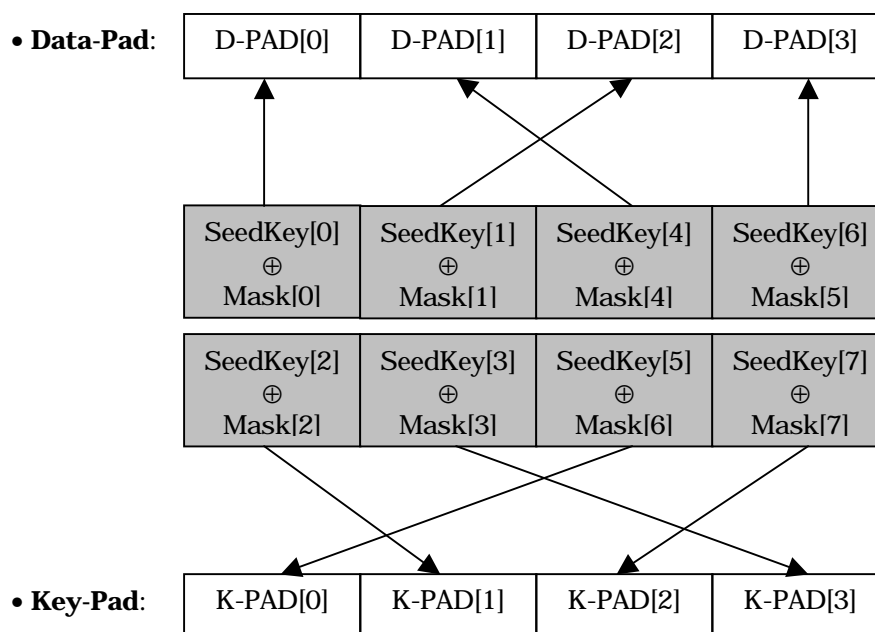 • Data-Pad: D-PAD[0] D-PAD[1] D-PAD[2] D-PAD[3]
SeedKey[0] SeedKey[1] SeedKey[4] SeedKey[6]
⊕ ⊕ ⊕ ⊕
Mask[0] Mask[1] Mask[4] Mask[5]
SeedKey[2] SeedKey[3] SeedKey[5] SeedKey[7]
⊕ ⊕ ⊕ ⊕
Mask[2] Mask[3] Mask[6] Mask[7]
• Key-Pad: K-PAD[0] K-PAD[1] K-PAD[2] K-PAD[3]